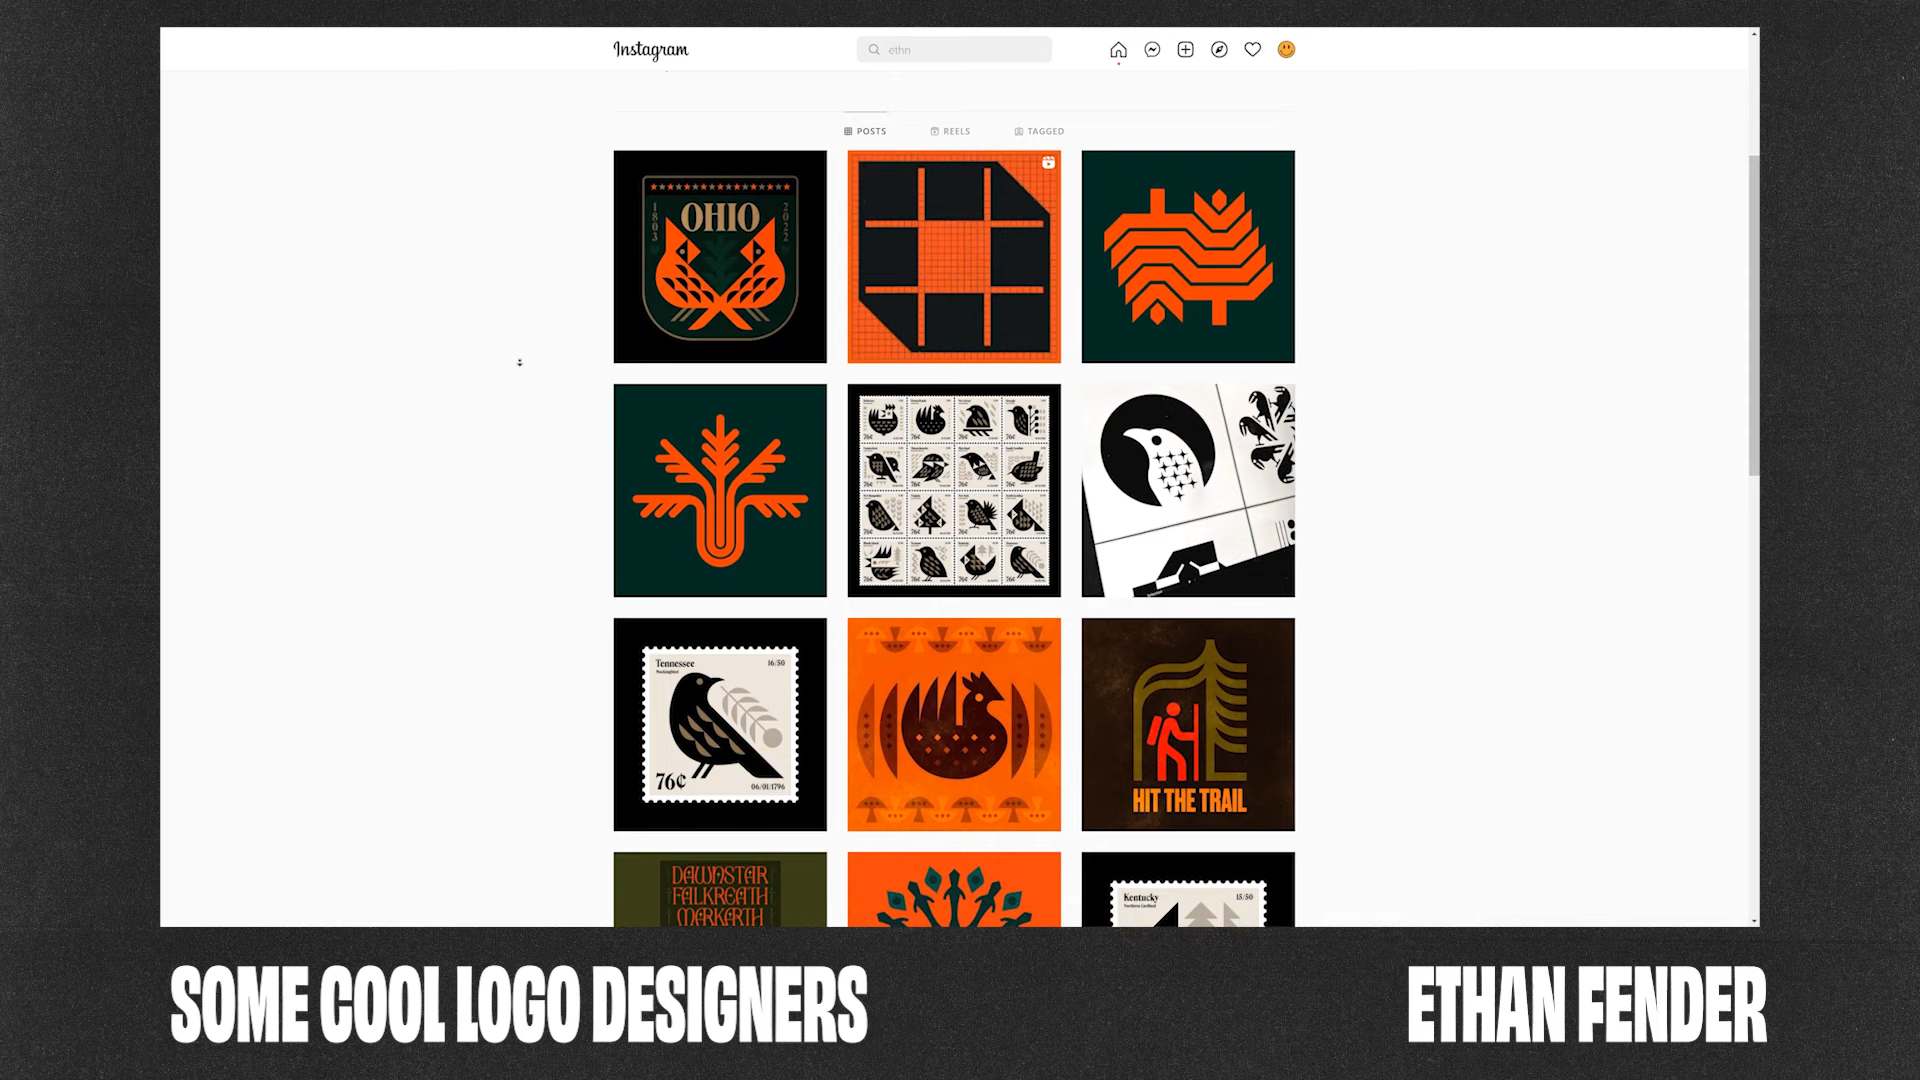 Instagram
ethn
POSTS
REELS
TAGGED
OHIO
1803
2022
Tennessee
Mockingbird
16/50
76¢
06/01/1796
HIT THE TRAIL
DAWNSTAR
FALKREATH
MARKARTH
Kentucky
15/50
SOME COOL LOGO DESIGNERS
ETHAN FENDER